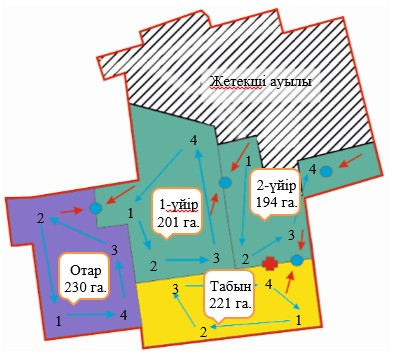 Жетекші ауылы
4
1
4
2-үйір
194 га.
1-үйір
201 га.
1
2
3
2
3
2
3
Отар
230 га.
1
4
Табын
221 га.
3
4
2
1